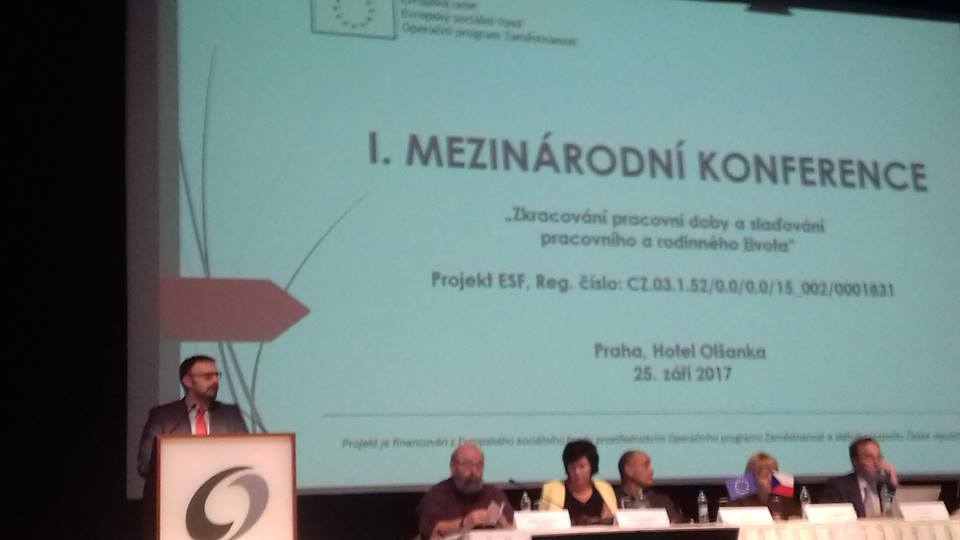 Evropská unie
Evropský sociální fond
Operační program Zaměstnanost
I. MEZINÁRODNÍ KONFERENCE
„Zkracování pracovní doby a slaďování
pracovního a rodinného života"
Projekt ESF, Reg. číslo: CZ.03.1.52/0.0/0.0/15_002/0001831
Praha, Hotel Olšanka
25. září 2017
Projekt je financován z Evropského sociálního fondu prostřednictvím Operačního programu Zaměstnanost a státního rozpočtu České